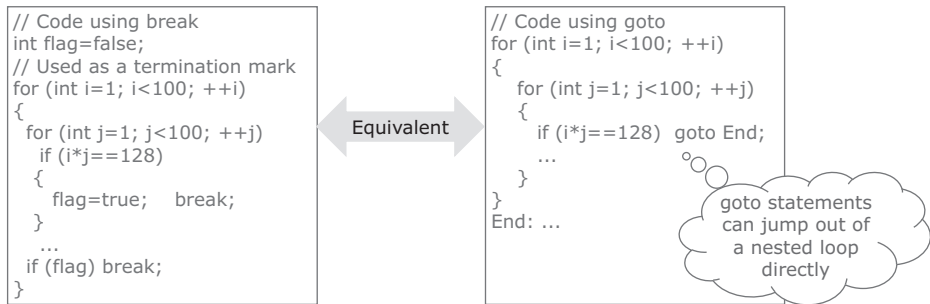 // Code using break
int flag=false;
// Used as a termination mark
for (int i=1; i<100; ++i)
{
for (int j=1; j<100; ++j)
if (i*j==128)
{
flag=true; break;
}
...
if (flag) break;
}
Equivalent
// Code using goto
for (int i=1; i<100; ++i)
{
for (int j=1; j<100; ++j)
{
if (i*j==128) goto End;
...
}
}
End: ...
goto statements
can jump out of
a nested loop
directly